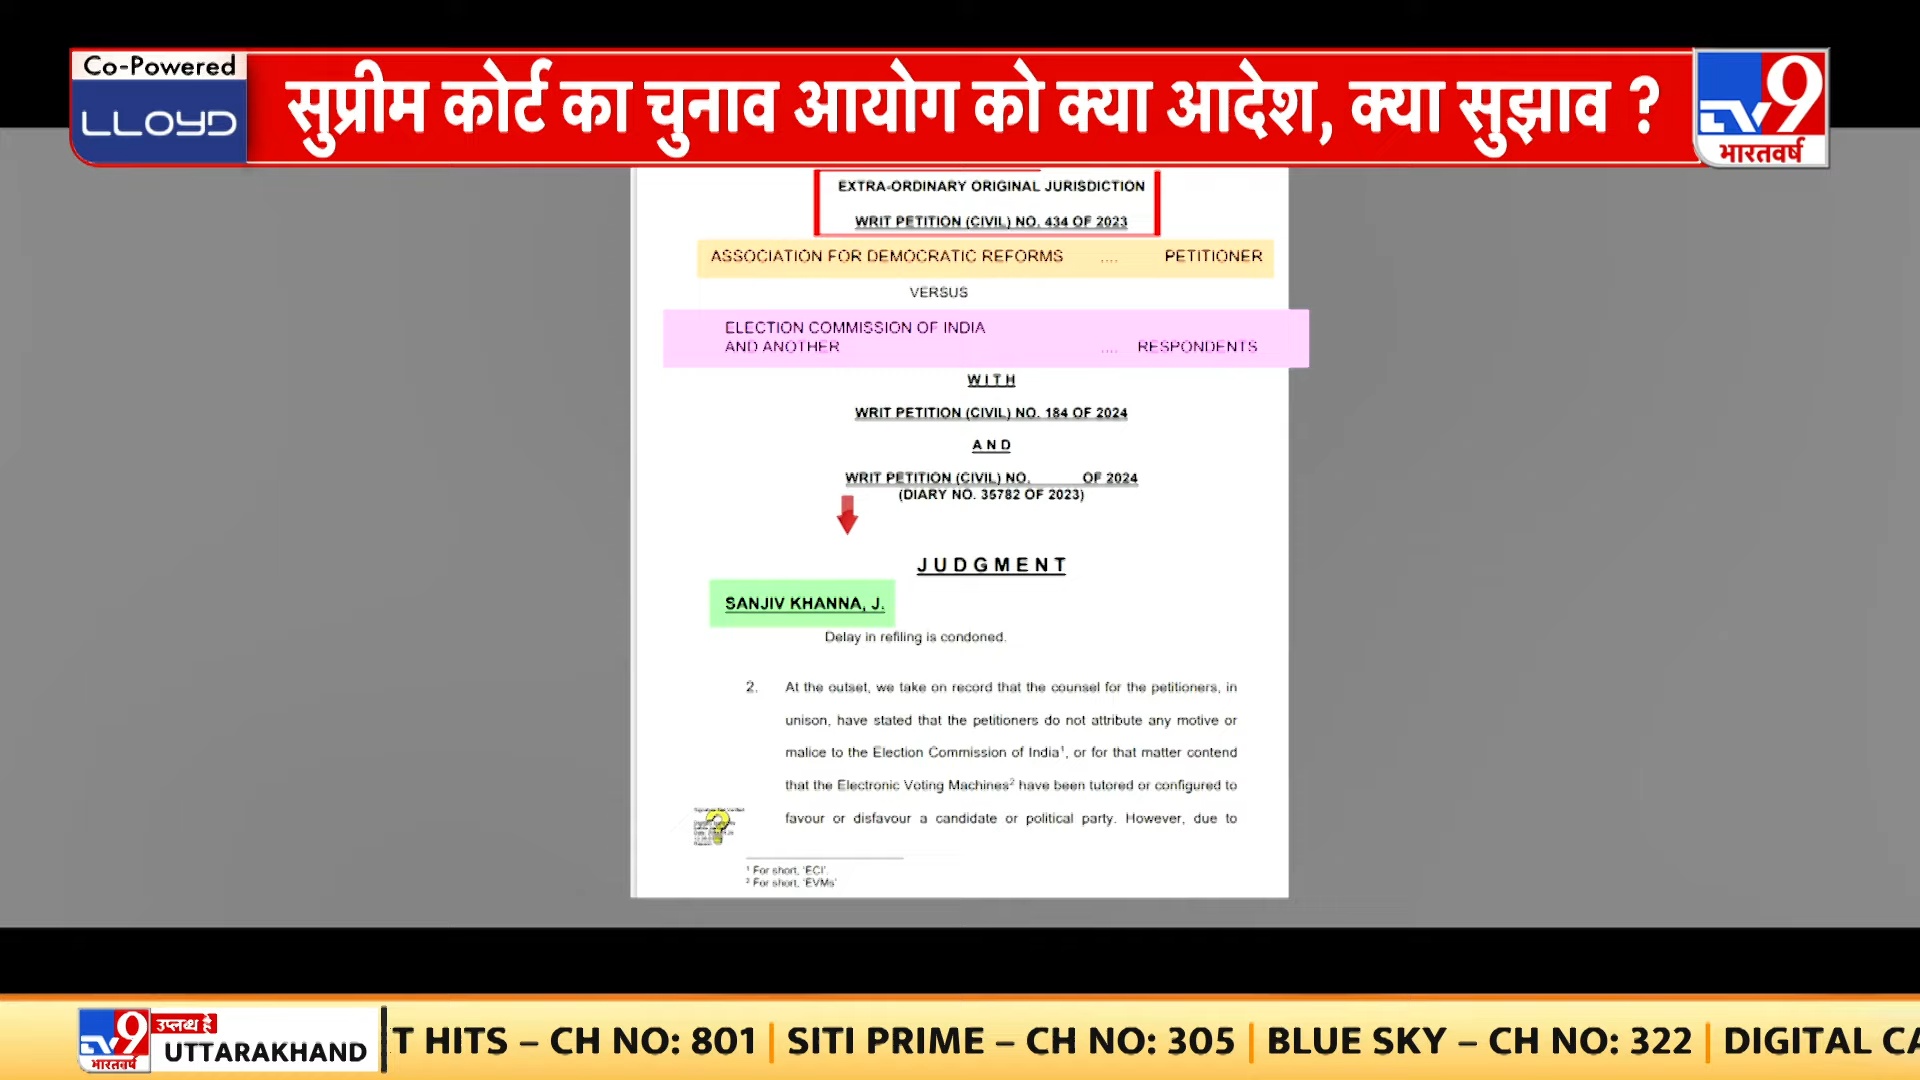 Co-Powered
LLOYD
सुप्रीम कोर्ट का चुनाव आयोग को क्या आदेश, क्या सुझाव ?
TV9
भारतवर्ष
EXTRA-ORDINARY ORIGINAL JURISDICTION
WRIT PETITION (CIVIL) NO. 434 OF 2023
ASSOCIATION FOR DEMOCRATIC REFORMS .... PETITIONER
VERSUS
ELECTION COMMISSION OF INDIA
AND ANOTHER .... RESPONDENTS
WITH
WRIT PETITION (CIVIL) NO. 184 OF 2024
AND
WRIT PETITION (CIVIL) NO. OF 2024
(DIARY NO. 35782 OF 2023)
JUDGMENT
SANJIV KHANNA, J.
Delay in refiling is condoned.
2. At the outset, we take on record that the counsel for the petitioners, in
unison, have stated that the petitioners do not attribute any motive or
malice to the Election Commission of India¹, or for that matter contend
that the Electronic Voting Machines² have been tutored or configured to
favour or disfavour a candidate or political party. However, due to
¹ For short, 'ECI'.
² For short, 'EVMs'
TV9
भारतवर्ष
उप्लब्ध है
UTTARAKHAND
T HITS – CH NO: 801 | SITI PRIME – CH NO: 305 | BLUE SKY – CH NO: 322 | DIGITAL CA